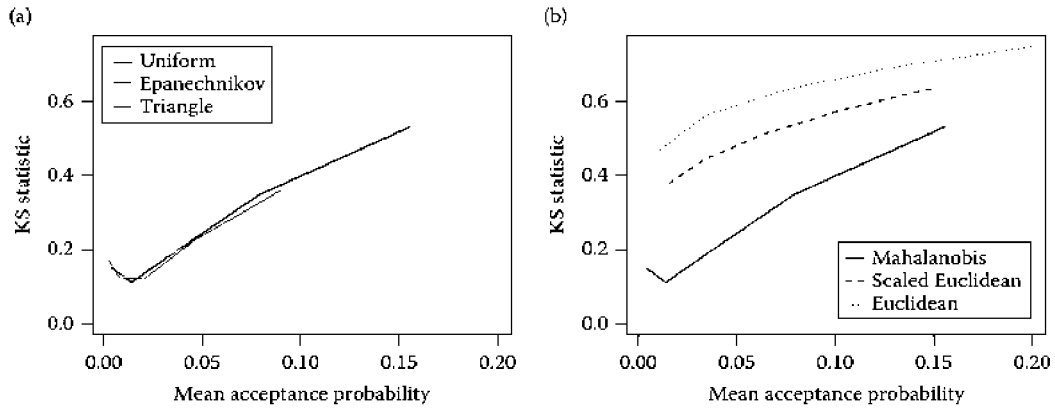 (a)
Uniform
Epanechnikov
Triangle
KS statistic
0.6
0.4
0.2
0.0
0.00 0.05 0.10 0.15 0.20
Mean acceptance probability
(b)
KS statistic
0.6
0.4
0.2
0.0
Mahalanobis
Scaled Euclidean
Euclidean
0.00 0.05 0.10 0.15 0.20
Mean acceptance probability